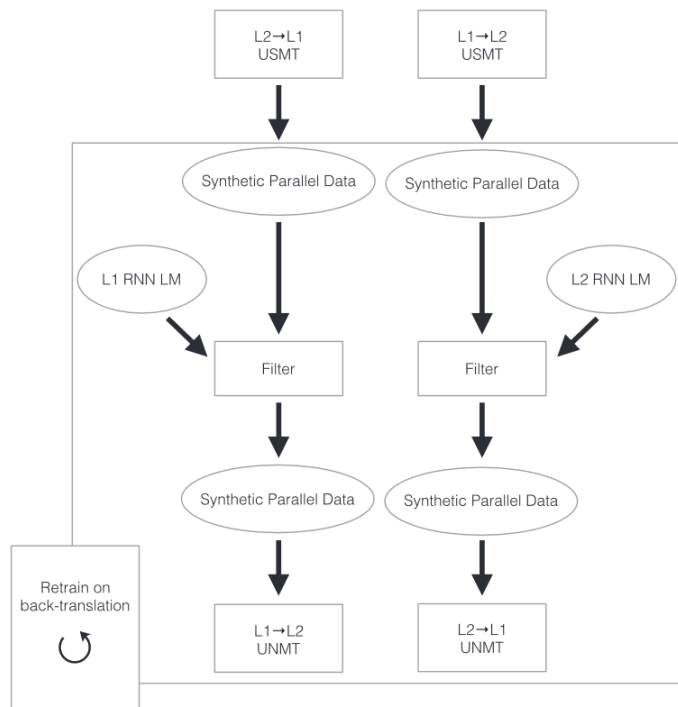 L2→L1
USMT
L1→L2
USMT
Synthetic Parallel Data
Synthetic Parallel Data
L1 RNN LM
L2 RNN LM
Filter
Filter
Synthetic Parallel Data
Synthetic Parallel Data
Retrain on
back-translation
L1→L2
UNMT
L2→L1
UNMT